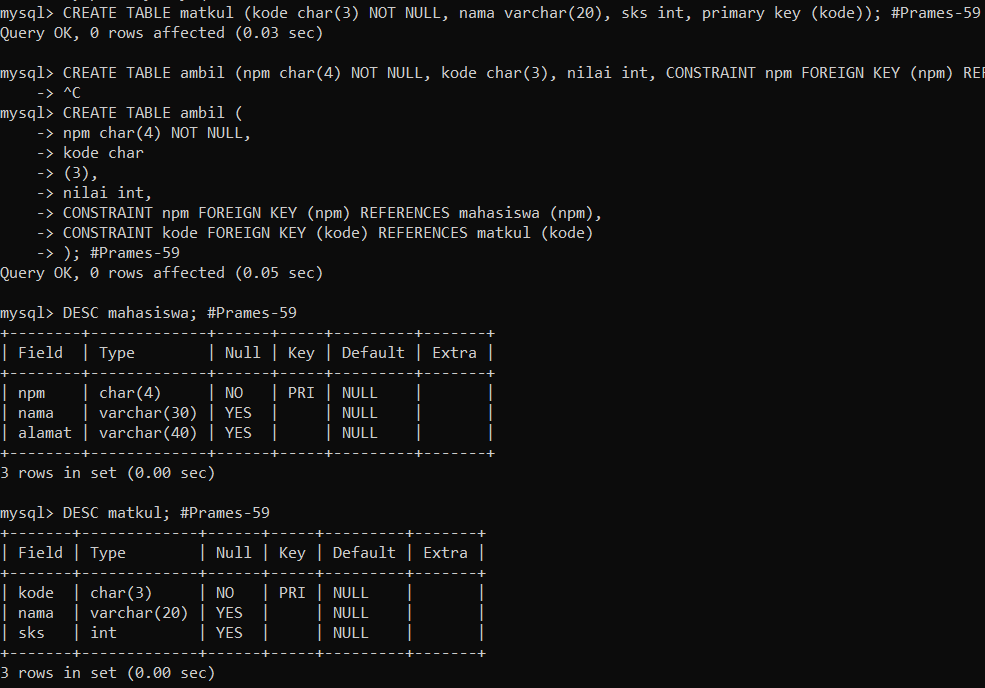 mysql> CREATE TABLE matkul (kode char(3) NOT NULL, nama varchar(20), sks int, primary key (kode)); #Prames-59
Query OK, 0 rows affected (0.03 sec)

mysql> CREATE TABLE ambil (npm char(4) NOT NULL, kode char(3), nilai int, CONSTRAINT npm FOREIGN KEY (npm) REF
    -> ^C
mysql> CREATE TABLE ambil (
    -> npm char(4) NOT NULL,
    -> kode char
    -> (3),
    -> nilai int,
    -> CONSTRAINT npm FOREIGN KEY (npm) REFERENCES mahasiswa (npm),
    -> CONSTRAINT kode FOREIGN KEY (kode) REFERENCES matkul (kode)
    -> ); #Prames-59
Query OK, 0 rows affected (0.05 sec)

mysql> DESC mahasiswa; #Prames-59
+--------+-------------+------+-----+---------+-------+
| Field  | Type        | Null | Key | Default | Extra |
+--------+-------------+------+-----+---------+-------+
| npm    | char(4)     | NO   | PRI | NULL    |       |
| nama   | varchar(30) | YES  |     | NULL    |       |
| alamat | varchar(40) | YES  |     | NULL    |       |
+--------+-------------+------+-----+---------+-------+
3 rows in set (0.00 sec)

mysql> DESC matkul; #Prames-59
+-------+-------------+------+-----+---------+-------+
| Field | Type        | Null | Key | Default | Extra |
+-------+-------------+------+-----+---------+-------+
| kode  | char(3)     | NO   | PRI | NULL    |       |
| nama  | varchar(20) | YES  |     | NULL    |       |
| sks   | int         | YES  |     | NULL    |       |
+-------+-------------+------+-----+---------+-------+
3 rows in set (0.00 sec)